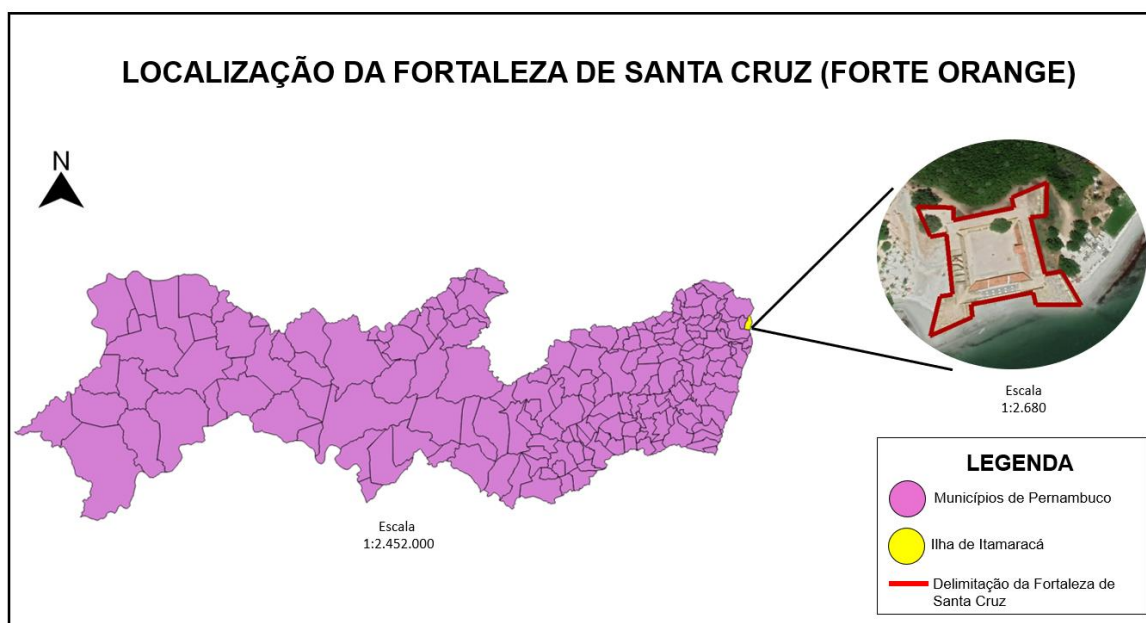 LOCALIZAÇÃO DA FORTALEZA DE SANTA CRUZ (FORTE ORANGE)
N
Escala
1:2.680
Escala
1:2.452.000
LEGENDA
Municípios de Pernambuco
Ilha de Itamaracá
Delimitação da Fortaleza de
Santa Cruz